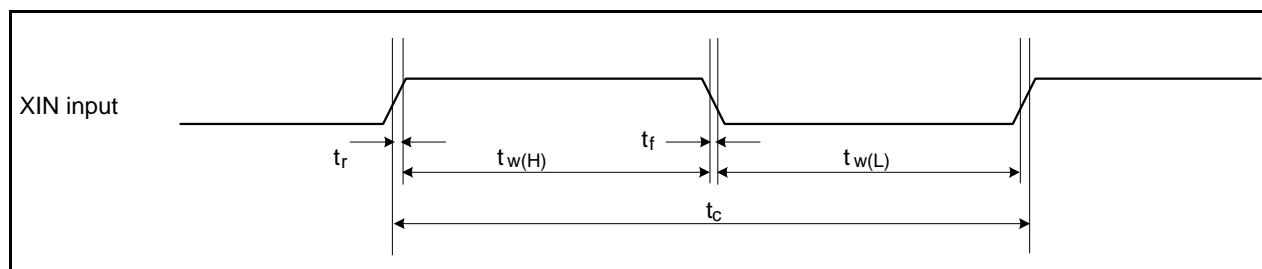 XIN input
tr
tw(H)
tf
tw(L)
tc